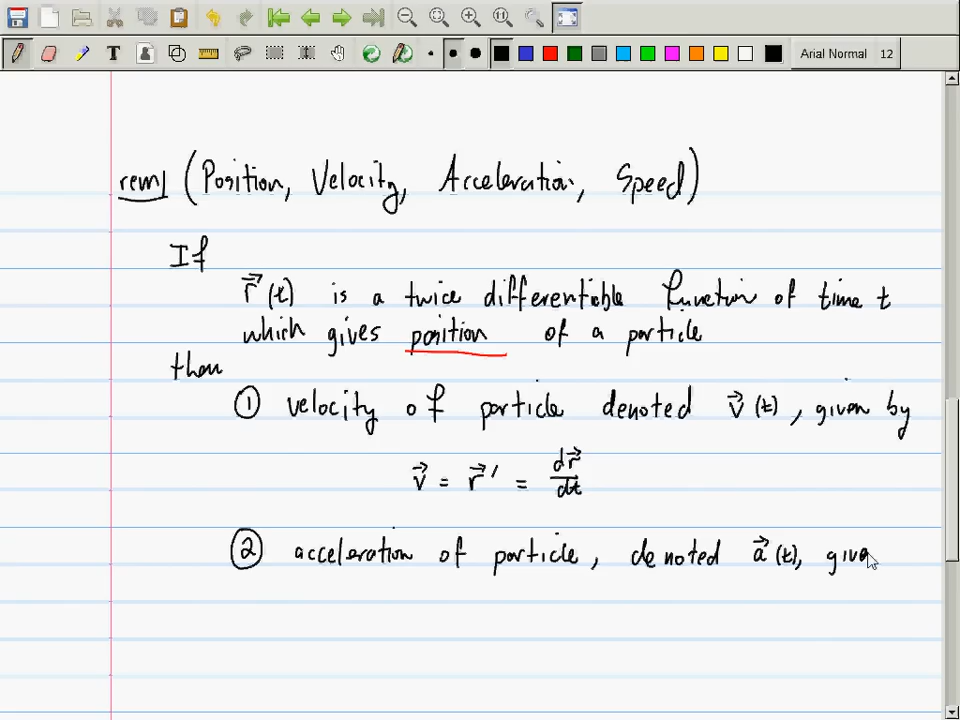 Arial Normal 12
rem (Position, Velocity, Acceleration, Speed)
If
r⃗(t) is a twice differentiable function of time t
which gives position of a particle
then
① velocity of particle denoted v⃗(t), given by
v⃗ = r⃗′ = dr⃗/dt
② acceleration of particle, denoted a⃗(t), give